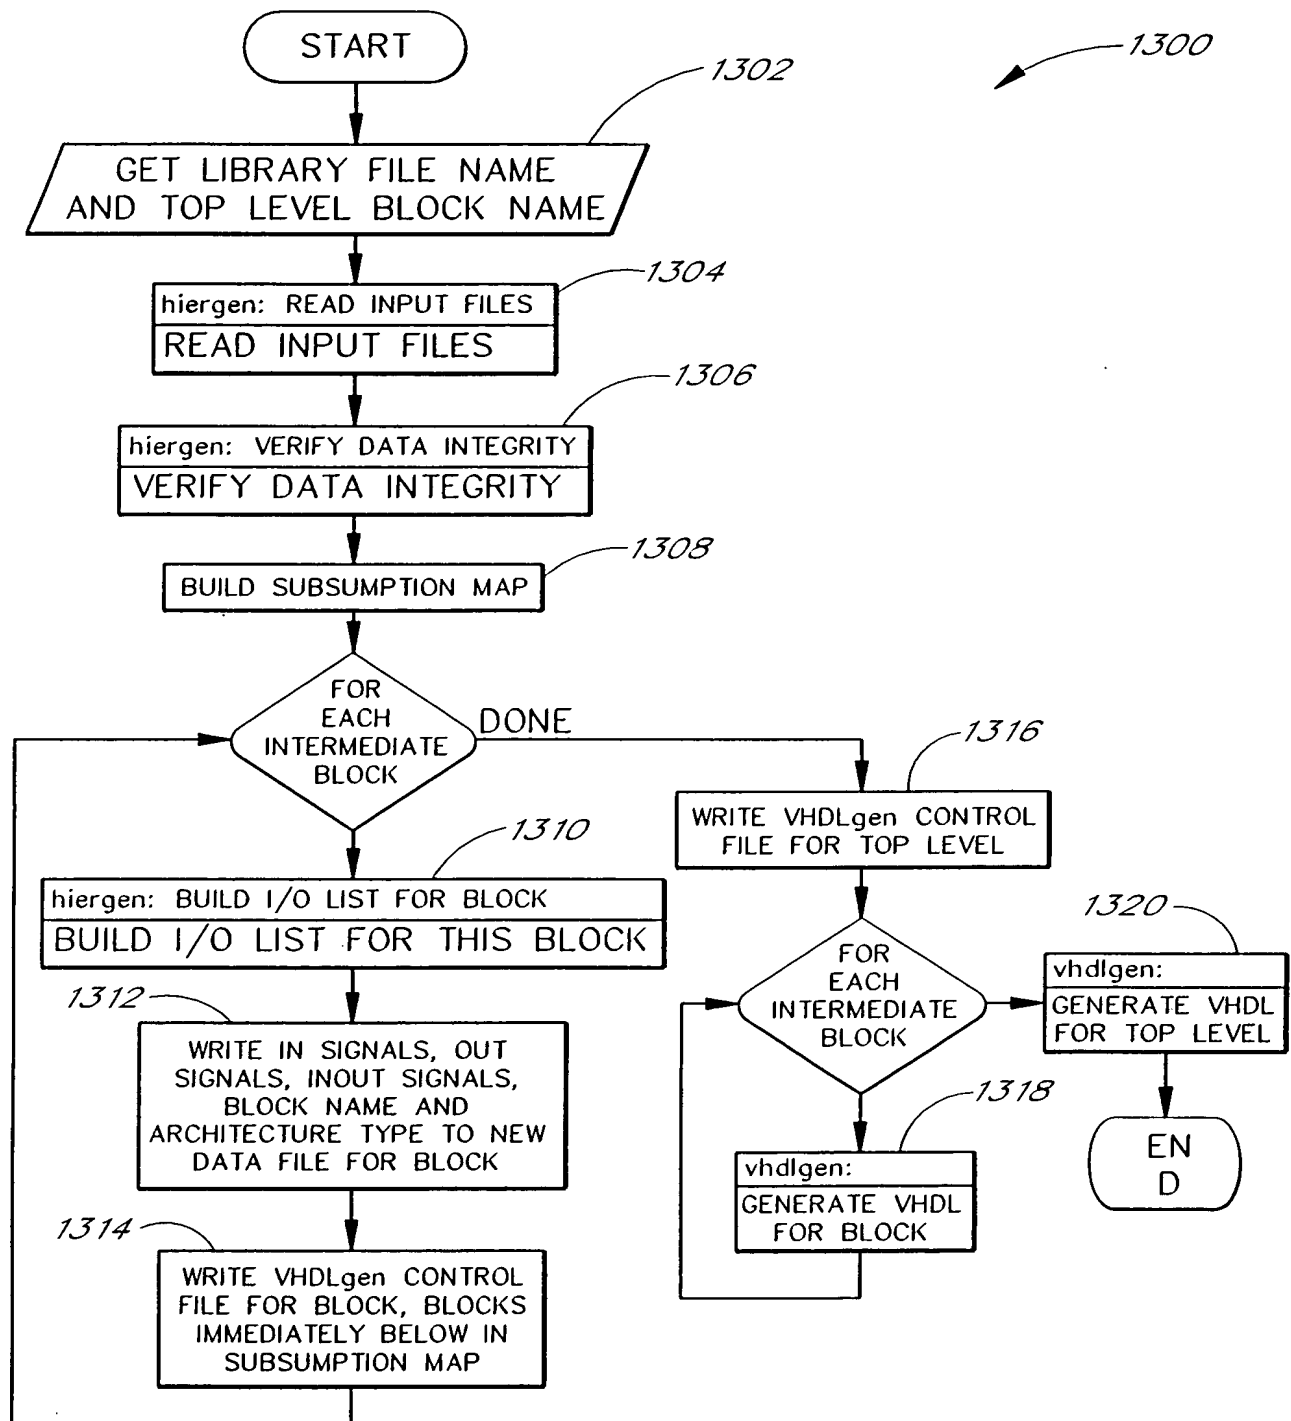 START
1300
1302
GET LIBRARY FILE NAME
AND TOP LEVEL BLOCK NAME
1304
hiergen: READ INPUT FILES
READ INPUT FILES
1306
hiergen: VERIFY DATA INTEGRITY
VERIFY DATA INTEGRITY
1308
BUILD SUBSUMPTION MAP
FOR
EACH
INTERMEDIATE
BLOCK
DONE
1310
hiergen: BUILD I/O LIST FOR BLOCK
BUILD I/O LIST FOR THIS BLOCK
1312
WRITE IN SIGNALS, OUT
SIGNALS, INOUT SIGNALS,
BLOCK NAME AND
ARCHITECTURE TYPE TO NEW
DATA FILE FOR BLOCK
1314
WRITE VHDLgen CONTROL
FILE FOR BLOCK, BLOCKS
IMMEDIATELY BELOW IN
SUBSUMPTION MAP
1316
WRITE VHDLgen CONTROL
FILE FOR TOP LEVEL
FOR
EACH
INTERMEDIATE
BLOCK
1318
vhdlgen:
GENERATE VHDL
FOR BLOCK
1320
vhdlgen:
GENERATE VHDL
FOR TOP LEVEL
EN
D